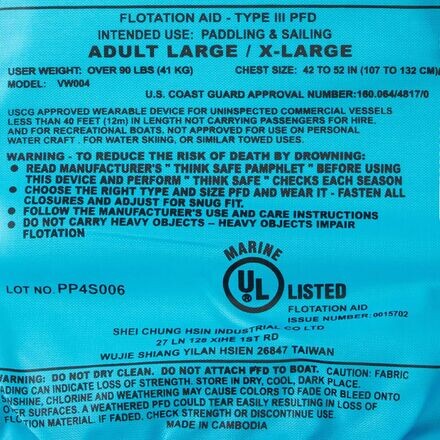 FLOTATION AID - TYPE III PFD
INTENDED USE: PADDLING & SAILING
ADULT LARGE / X-LARGE
USER WEIGHT: OVER 90 LBS (41 KG) CHEST SIZE: 42 TO 52 IN (107 TO 132 CM)/
MODEL: VW004
U.S. COAST GUARD APPROVAL NUMBER:160.064/4817/0
USCG APPROVED WEARABLE DEVICE FOR UNINSPECTED COMMERCIAL VESSELS
LESS THAN 40 FEET (12m) IN LENGTH NOT CARRYING PASSENGERS FOR HIRE.
AND FOR RECREATIONAL BOATS. NOT APPROVED FOR USE ON PERSONAL
WATER CRAFT . FOR WATER SKIING, OR SIMILAR TOWED USES.
WARNING - TO REDUCE THE RISK OF DEATH BY DROWNING:
● READ MANUFACTURER'S " THINK SAFE PAMPHLET " BEFORE USING
THIS DEVICE AND PERFORM " THINK SAFE " CHECKS EACH SEASON
● CHOOSE THE RIGHT TYPE AND SIZE PFD AND WEAR IT - FASTEN ALL
CLOSURES AND ADJUST FOR SNUG FIT.
● FOLLOW THE MANUFACTURER'S USE AND CARE INSTRUCTIONS
● DO NOT CARRY HEAVY OBJECTS - HEAVY OBJECTS IMPAIR
FLOTATION
MARINE
LOT NO. PP4S006
UL LISTED
FLOTATION AID
ISSUE NUMBER: 0015702
SHEI CHUNG HSIN INDUSTRIAL CO LTD
27 LN 128 XIHE 1ST RD
WUJIE SHIANG YILAN HSIEN 26847 TAIWAN
WARNING: DO NOT DRY CLEAN. DO NOT ATTACH PFD TO BOAT. CAUTION: FABRIC
ADING CAN INDICATE LOSS OF STRENGTH. STORE IN DRY, COOL, DARK PLACE.
NSHINE, CHLORINE AND WEATHERING MAY CAUSE COLORS TO FADE OR BLEED ONTO
ER SURFACES. A WEATHERED PFD COULD TEAR EASILY RESULTING IN LOSS OF
OTION MATERIAL. IF FADED. CHECK STRENGTH OR DISCONTINUE USE
MADE IN CAMBODIA